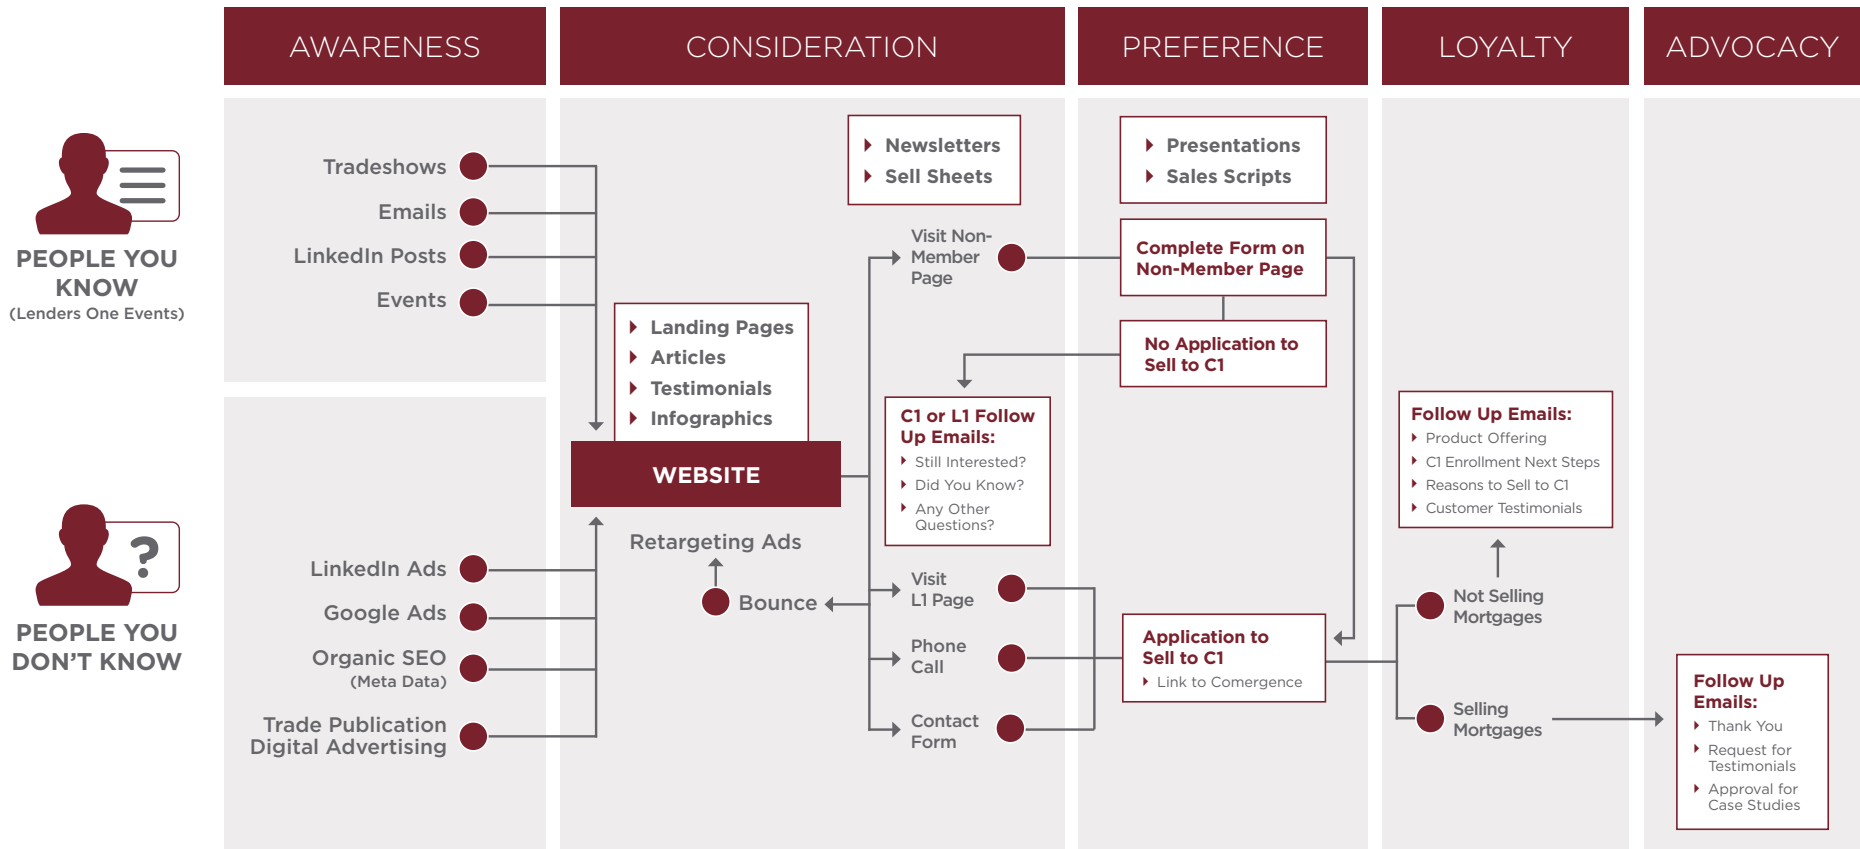 AWARENESS
CONSIDERATION
PREFERENCE
LOYALTY
ADVOCACY
PEOPLE YOU
KNOW
(Lenders One Events)
Tradeshows
Emails
LinkedIn Posts
Events
?
PEOPLE YOU
DON'T KNOW
LinkedIn Ads
Google Ads
Organic SEO
(Meta Data)
Trade Publication
Digital Advertising
Landing Pages
Articles
Testimonials
Infographics
WEBSITE
Retargeting Ads
Bounce
Newsletters
Sell Sheets
Visit Non-
Member
Page
C1 or L1 Follow
Up Emails:
Still Interested?
Did You Know?
Any Other
Questions?
Visit
L1 Page
Phone
Call
Contact
Form
Presentations
Sales Scripts
Complete Form on
Non-Member Page
No Application to
Sell to C1
Application to
Sell to C1
Link to Comergence
Follow Up Emails:
Product Offering
C1 Enrollment Next Steps
Reasons to Sell to C1
Customer Testimonials
Not Selling
Mortgages
Selling
Mortgages
Follow Up
Emails:
Thank You
Request for
Testimonials
Approval for
Case Studies